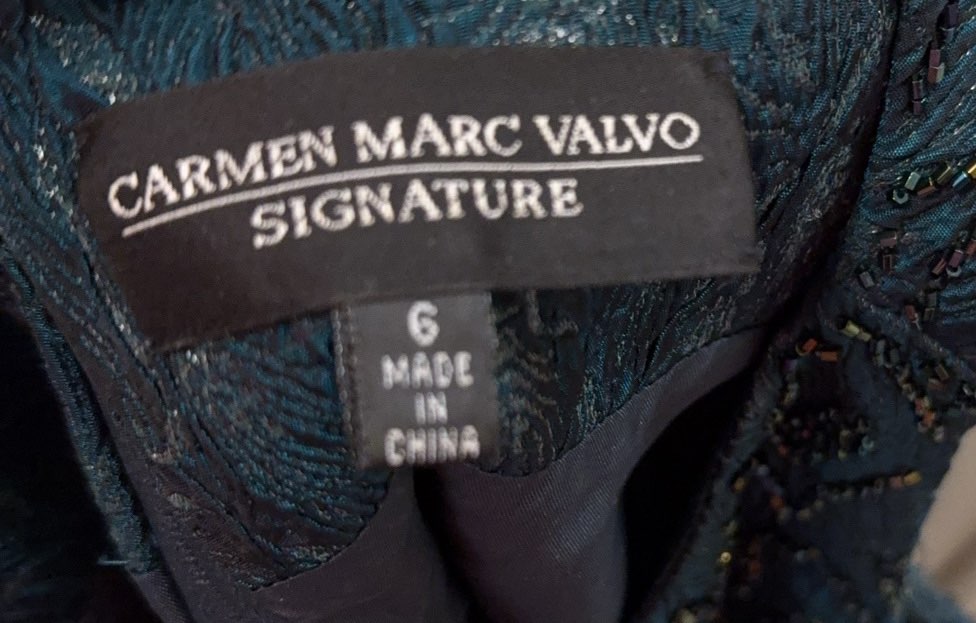 CARMEN MARC VALVO
SIGNATURE
6
MADE
IN
CHINA